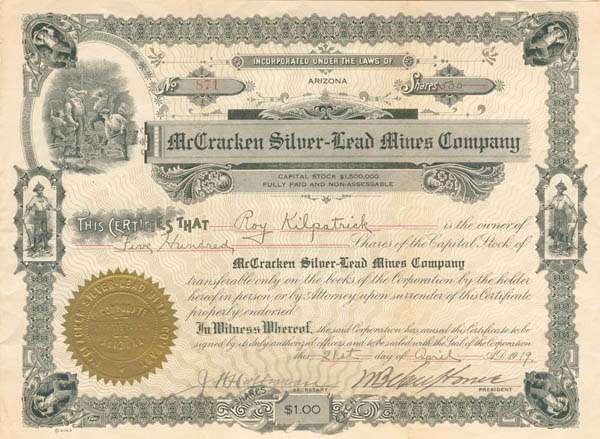 INCORPORATED UNDER THE LAWS OF
ARIZONA
No 871
Shares 500
McCracken Silver-Lead Mines Company
CAPITAL STOCK $1,500,000
FULLY PAID AND NON-ASSESSABLE
THIS CERTIFIES THAT Roy Kilpatrick is the owner of
Five Hundred Shares of the Capital Stock of
McCracken Silver-Lead Mines Company
transferable only on the books of the Corporation by the holder
hereof in person or by Attorney, upon surrender of this Certificate
properly endorsed.
In Witness Whereof, the said Corporation has caused this Certificate to be
signed by its duly authorized officers and to be sealed with the Seal of the Corporation
this 21st day of April A.D. 1919.
SECRETARY
PRESIDENT
SHARES
$1.00
McCRACKEN SILVER-LEAD MINES COMPANY
ARIZONA